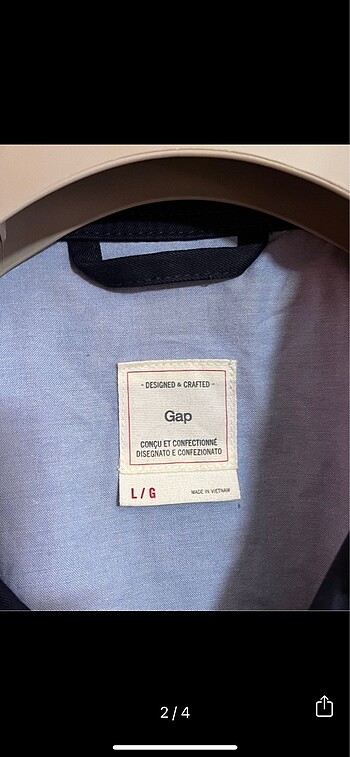 - DESIGNED & CRAFTED -
Gap
CONÇU ET CONFECTIONNÉ
DISEGNATO E CONFEZIONATO
L / G
MADE IN VIETNAM
2 / 4